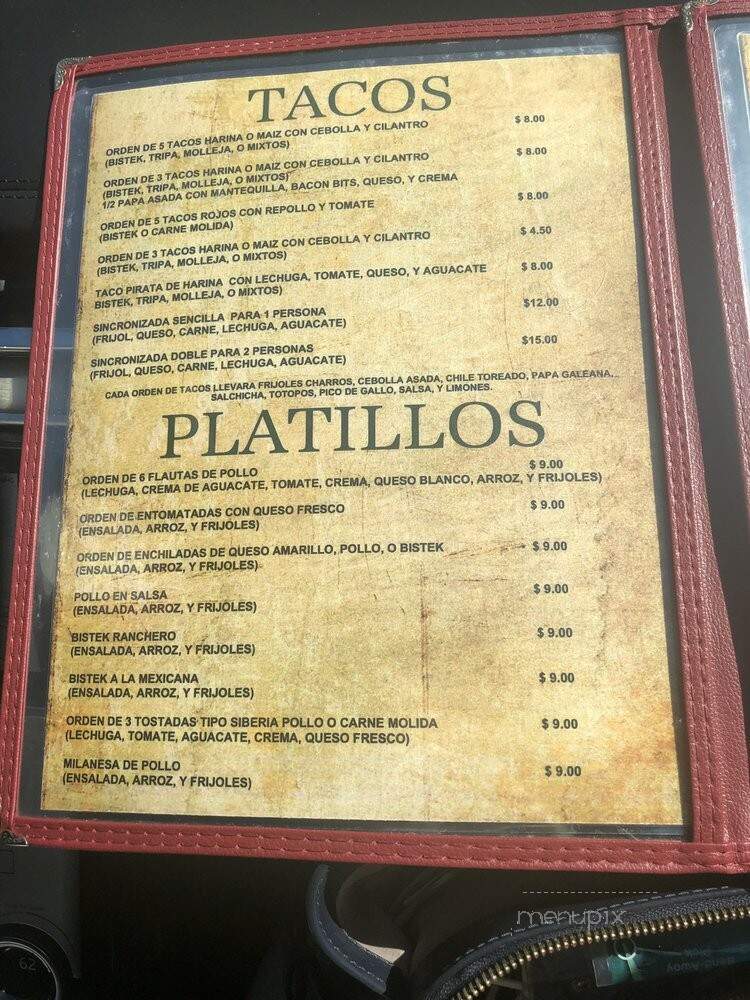 TACOS
ORDEN DE 5 TACOS HARINA O MAIZ CON CEBOLLA Y CILANTRO $ 8.00
(BISTEK, TRIPA, MOLLEJA, O MIXTOS)
ORDEN DE 3 TACOS HARINA O MAIZ CON CEBOLLA Y CILANTRO $ 8.00
(BISTEK, TRIPA, MOLLEJA, O MIXTOS)
1/2 PAPA ASADA CON MANTEQUILLA, BACON BITS, QUESO, Y CREMA
ORDEN DE 5 TACOS ROJOS CON REPOLLO Y TOMATE $ 8.00
(BISTEK O CARNE MOLIDA)
ORDEN DE 3 TACOS HARINA O MAIZ CON CEBOLLA Y CILANTRO $ 4.50
(BISTEK, TRIPA, MOLLEJA, O MIXTOS)
TACO PIRATA DE HARINA CON LECHUGA, TOMATE, QUESO, Y AGUACATE $ 8.00
BISTEK, TRIPA, MOLLEJA, O MIXTOS)
SINCRONIZADA SENCILLA PARA 1 PERSONA $12.00
(FRIJOL, QUESO, CARNE, LECHUGA, AGUACATE)
SINCRONIZADA DOBLE PARA 2 PERSONAS $15.00
(FRIJOL, QUESO, CARNE, LECHUGA, AGUACATE)
CADA ORDEN DE TACOS LLEVARA FRIJOLES CHARROS, CEBOLLA ASADA, CHILE TOREADO, PAPA GALEANA...
SALCHICHA, TOTOPOS, PICO DE GALLO, SALSA, Y LIMONES.
PLATILLOS
ORDEN DE 6 FLAUTAS DE POLLO $ 9.00
(LECHUGA, CREMA DE AGUACATE, TOMATE, CREMA, QUESO BLANCO, ARROZ, Y FRIJOLES)
ORDEN DE ENTOMATADAS CON QUESO FRESCO $ 9.00
(ENSALADA, ARROZ, Y FRIJOLES)
ORDEN DE ENCHILADAS DE QUESO AMARILLO, POLLO, O BISTEK $ 9.00
(ENSALADA, ARROZ, Y FRIJOLES)
POLLO EN SALSA $ 9.00
(ENSALADA, ARROZ, Y FRIJOLES)
BISTEK RANCHERO $ 9.00
(ENSALADA, ARROZ, Y FRIJOLES)
BISTEK A LA MEXICANA $ 9.00
(ENSALADA, ARROZ, Y FRIJOLES)
ORDEN DE 3 TOSTADAS TIPO SIBERIA POLLO O CARNE MOLIDA $ 9.00
(LECHUGA, TOMATE, AGUACATE, CREMA, QUESO FRESCO)
MILANESA DE POLLO $ 9.00
(ENSALADA, ARROZ, Y FRIJOLES)
menupix
62